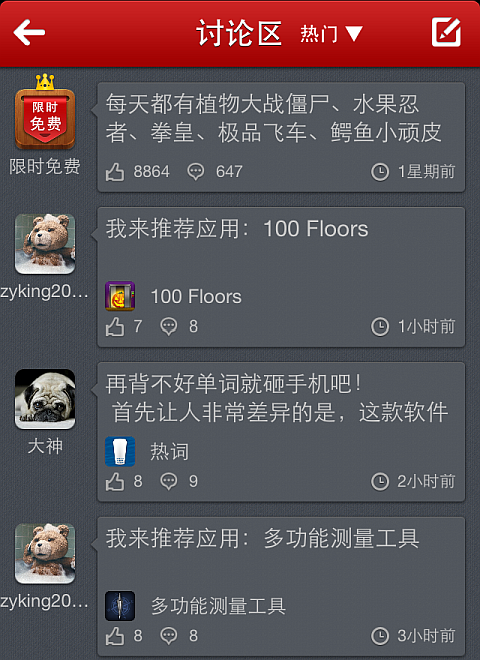 讨论区 热门▼
限时
免费
限时免费
每天都有植物大战僵尸、水果忍
者、拳皇、极品飞车、鳄鱼小顽皮
8864 647 1星期前
zyking20...
我来推荐应用：100 Floors
100 Floors
7 8 1小时前
大神
再背不好单词就砸手机吧！
首先让人非常差异的是，这款软件
热词
8 9 2小时前
zyking20...
我来推荐应用：多功能测量工具
多功能测量工具
8 8 3小时前